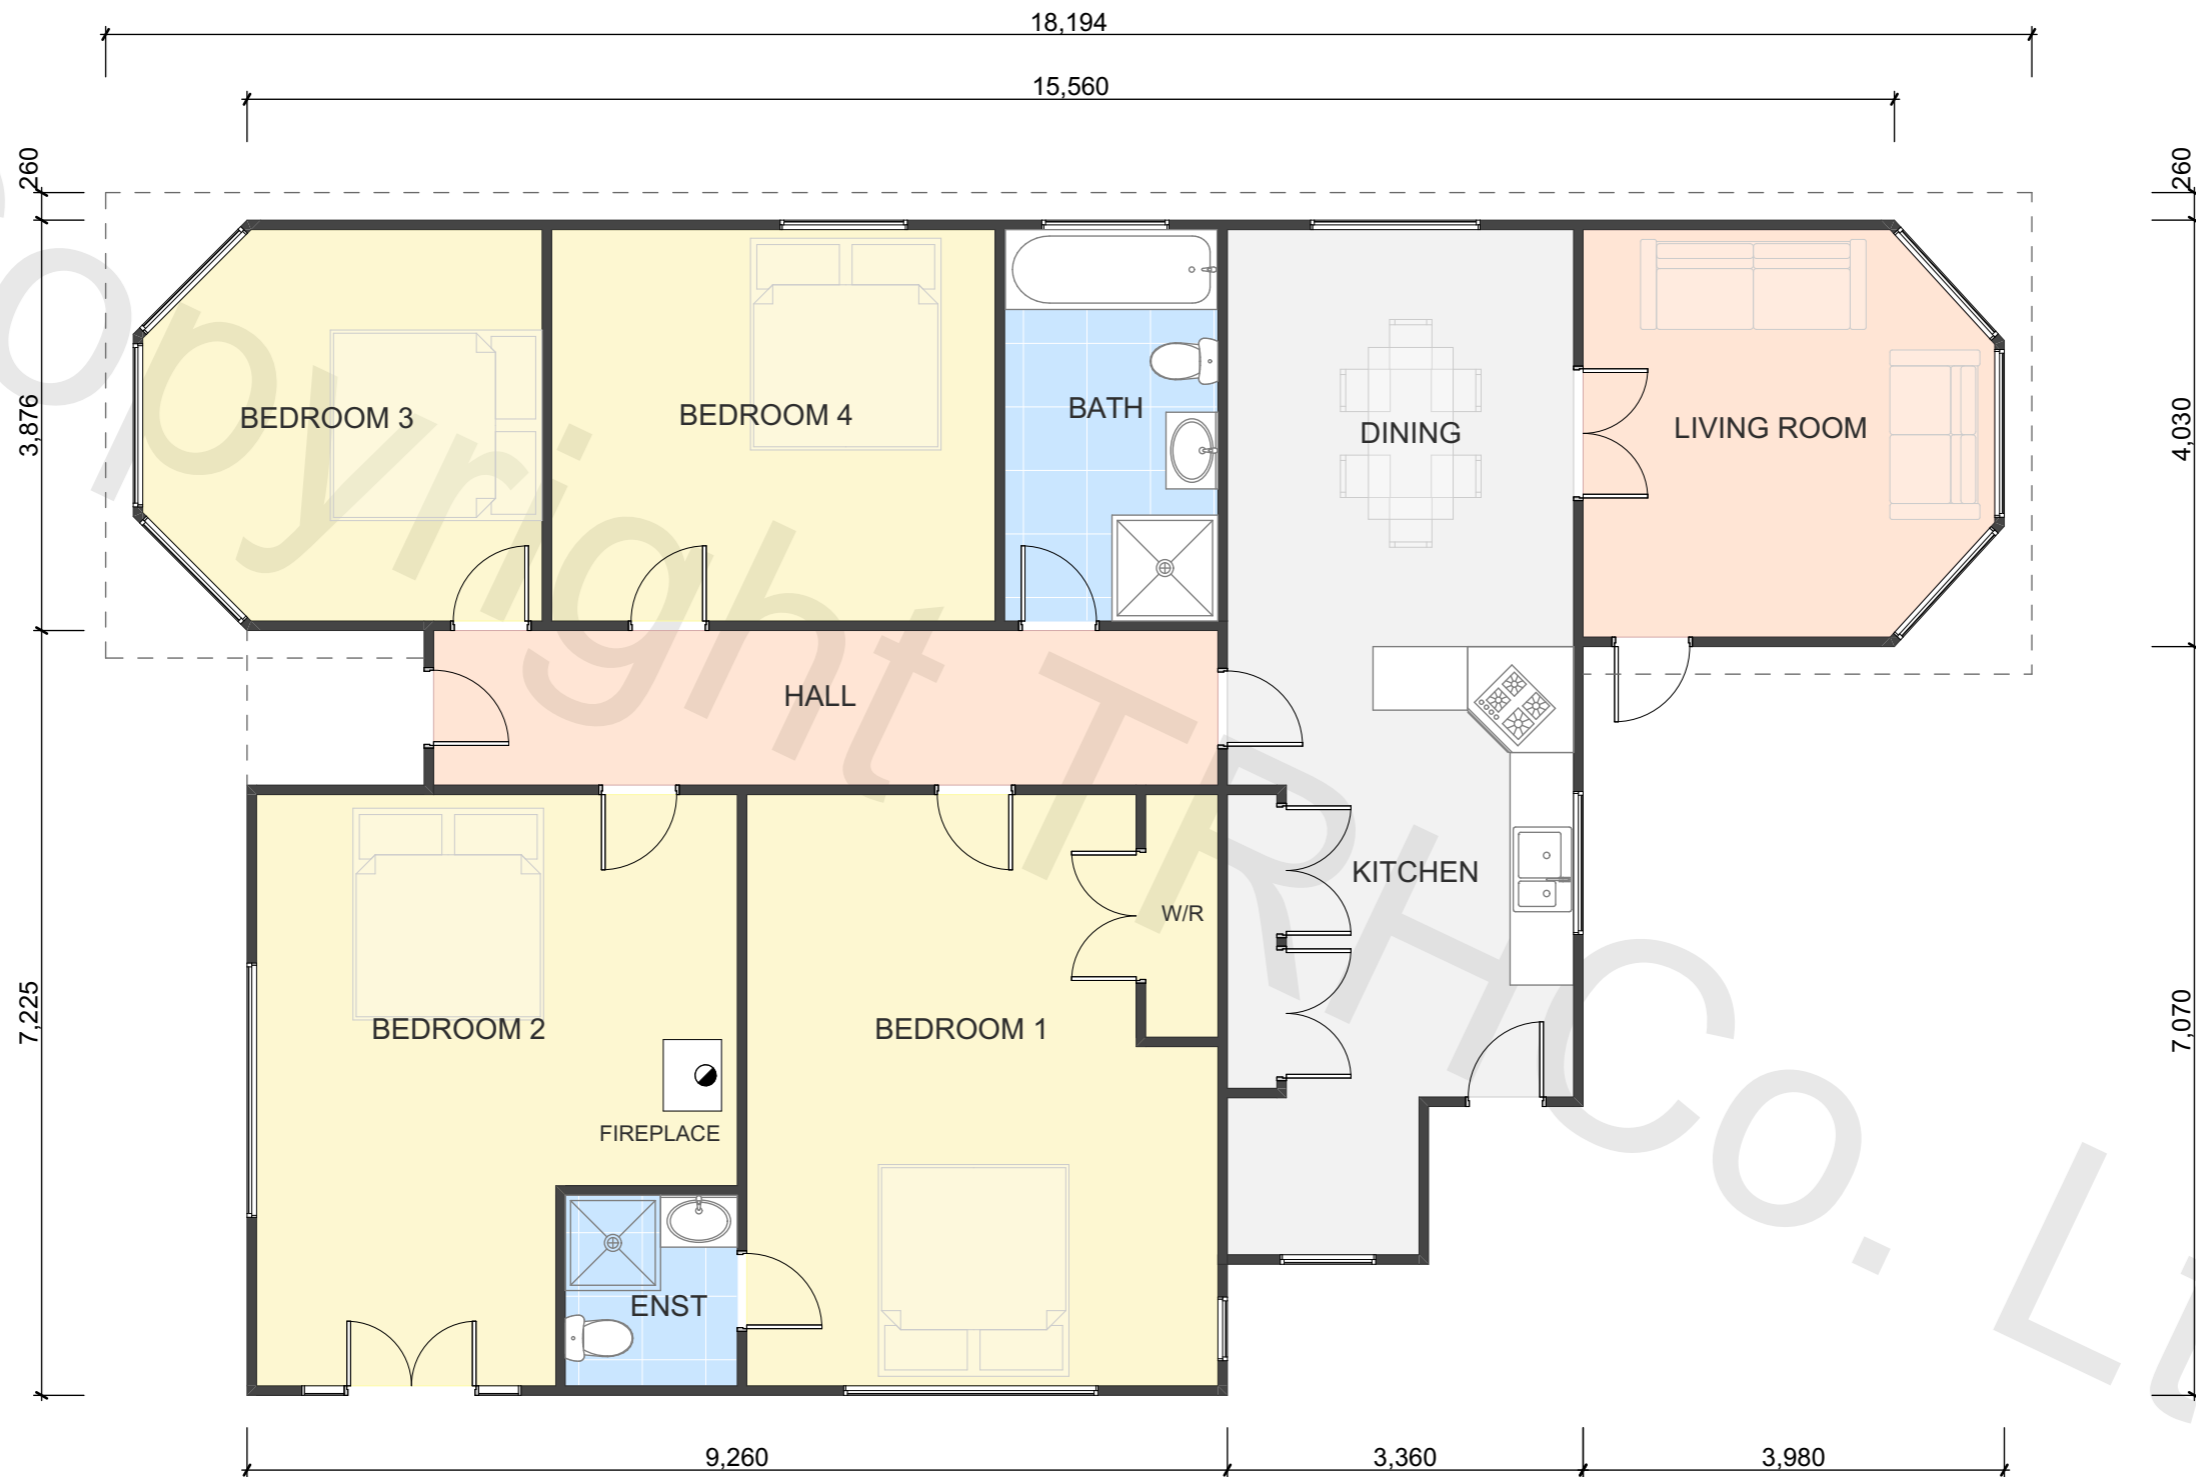 18,194
15,560
260
260
3,876
4,030
BEDROOM 3
BEDROOM 4
BATH
DINING
LIVING ROOM
HALL
KITCHEN
W/R
7,225
7,070
BEDROOM 2
BEDROOM 1
FIREPLACE
ENST
9,260
3,360
3,980
Copyright TRHCo. Lt